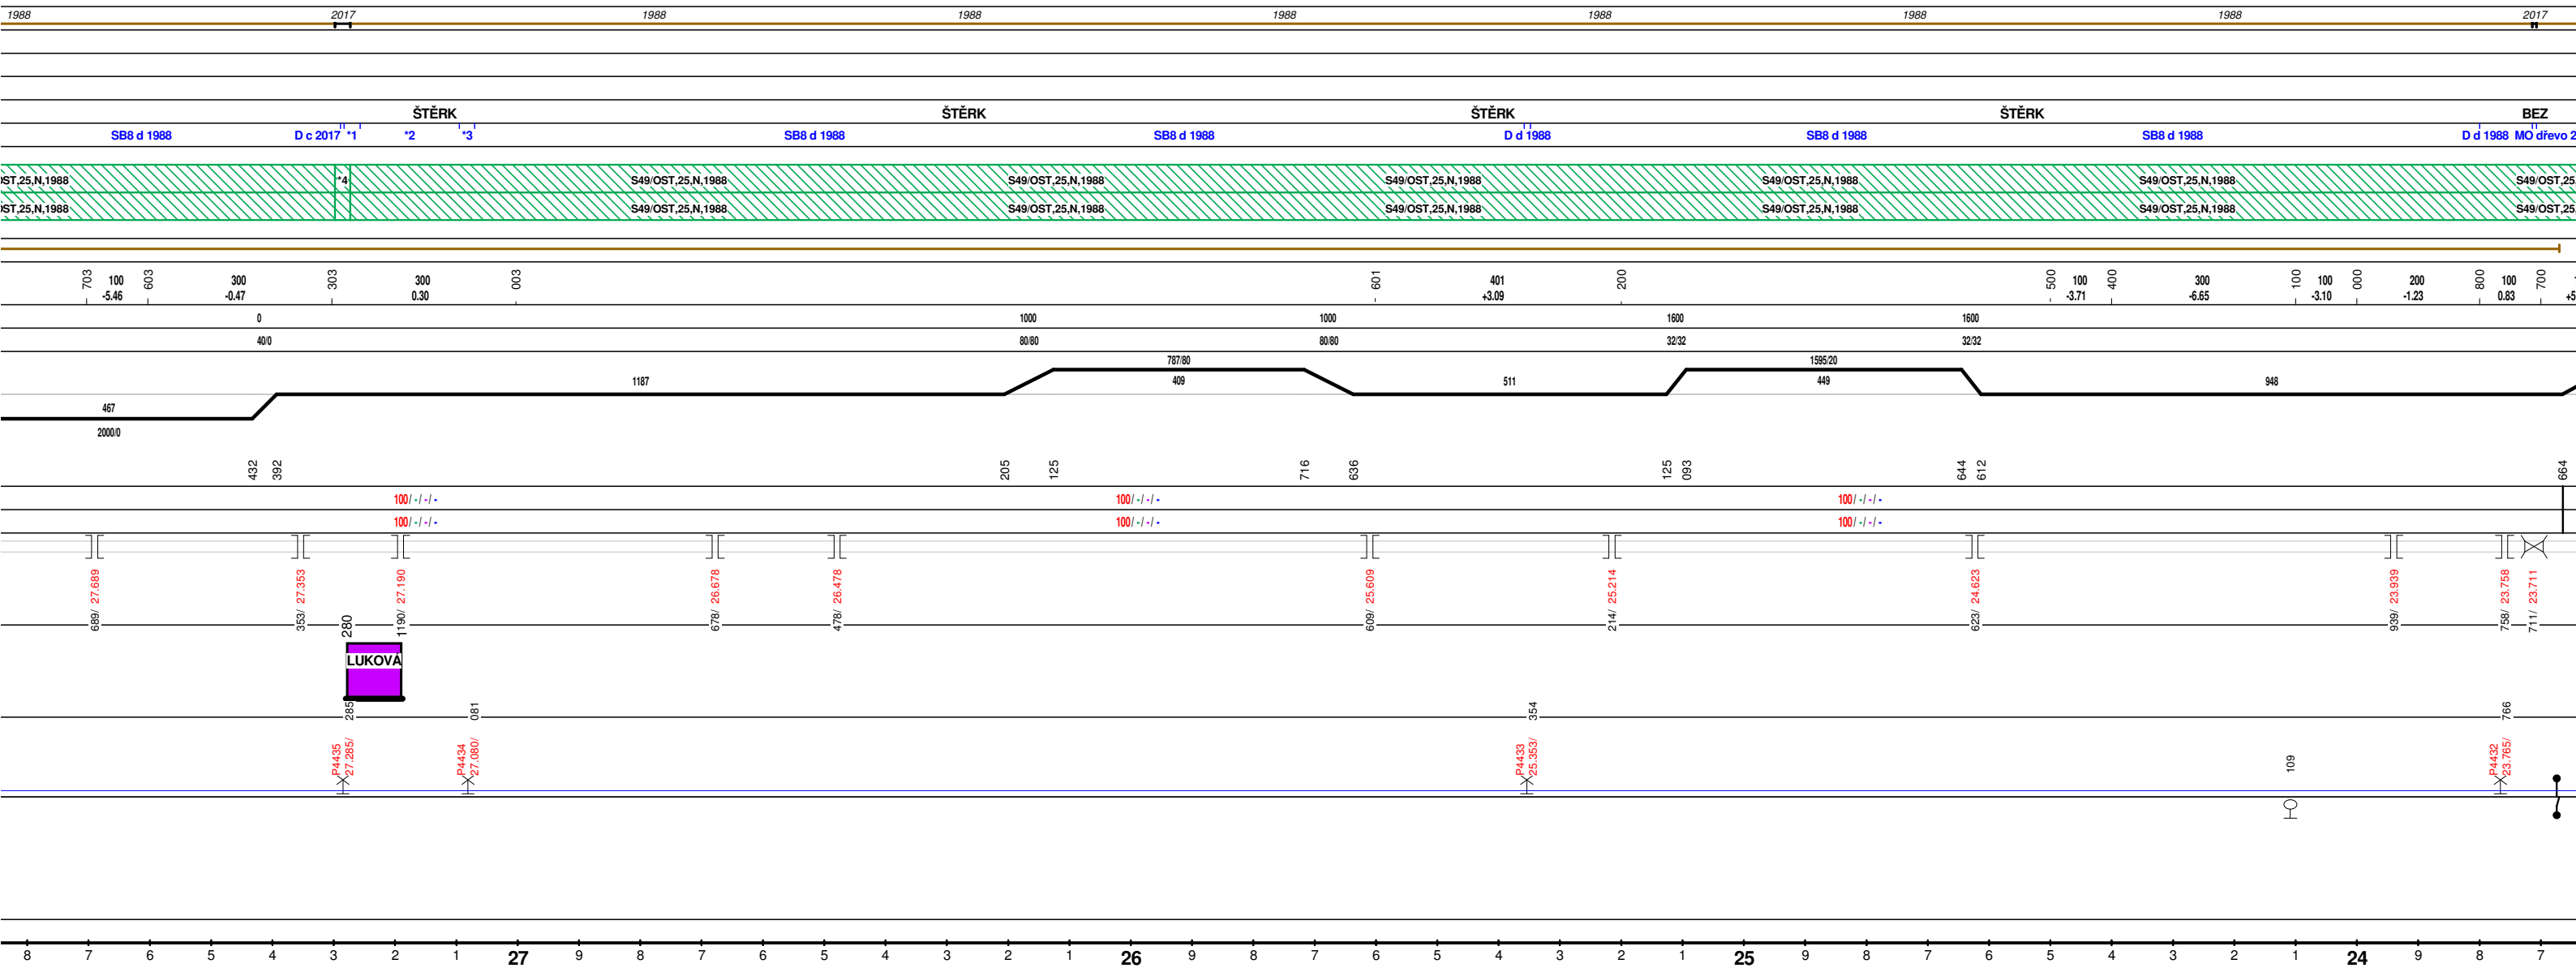 1988 2017 1988 1988 1988 1988 1988 1988 2017
ŠTĚRK ŠTĚRK ŠTĚRK ŠTĚRK BEZ
SB8 d 1988 D c 2017 *1 *2 *3 SB8 d 1988 SB8 d 1988 D d 1988 SB8 d 1988 SB8 d 1988 D d 1988 MO dřevo 2
OST,25,N,1988 *4 S49/OST,25,N,1988 S49/OST,25,N,1988 S49/OST,25,N,1988 S49/OST,25,N,1988 S49/OST,25,N,1988 S49/OST,25
OST,25,N,1988 S49/OST,25,N,1988 S49/OST,25,N,1988 S49/OST,25,N,1988 S49/OST,25,N,1988 S49/OST,25,N,1988 S49/OST,25
703 603 303 003 601 200 500 400 100 000 800 700
100 300 300 401 100 300 100 200 100
-5.46 -0.47 0.30 +3.09 -3.71 -6.65 -3.10 -1.23 0.83 +5
0 1000 1000 1600 1600
40/0 80/80 80/80 32/32 32/32
787/80 1595/20
467 1187 409 511 449 948
2000/0
432 392 205 125 716 636 125 093 644 612 664
100/ -/ -/ - 100/ -/ -/ - 100/ -/ -/ -
100/ -/ -/ - 100/ -/ -/ - 100/ -/ -/ -
689/ 27.689
353/ 27.353
1190/ 27.190
678/ 26.678
478/ 26.478
609/ 25.609
214/ 25.214
623/ 24.623
939/ 23.939
758/ 23.758
711/ 23.711
280
LUKOVÁ
285 081 354 766
P4435
27.285/
P4434
27.080/
P4433
25.353/
P4432
23.765/
109
8 7 6 5 4 3 2 1 27 9 8 7 6 5 4 3 2 1 26 9 8 7 6 5 4 3 2 1 25 9 8 7 6 5 4 3 2 1 24 9 8 7